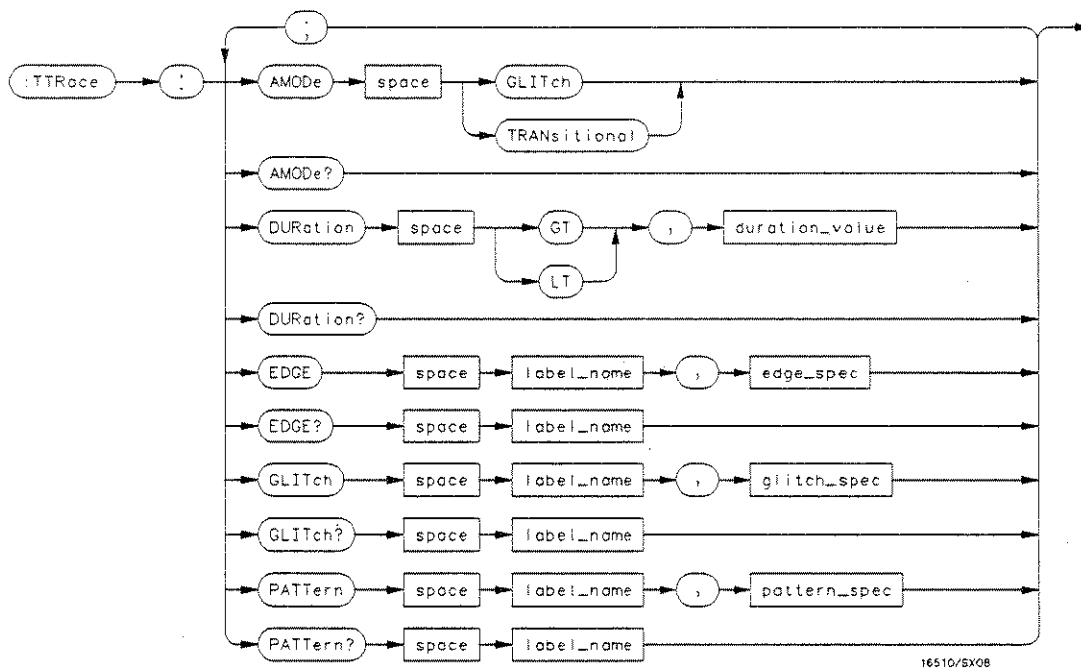 ;
:TTRace : AMODe space GLITch
TRANsitional
AMODe?
DURation space GT , duration_value
LT
DURation?
EDGE space label_name , edge_spec
EDGE? space label_name
GLITch space label_name , glitch_spec
GLITch? space label_name
PATTern space label_name , pattern_spec
PATTern? space label_name
16510/SX08